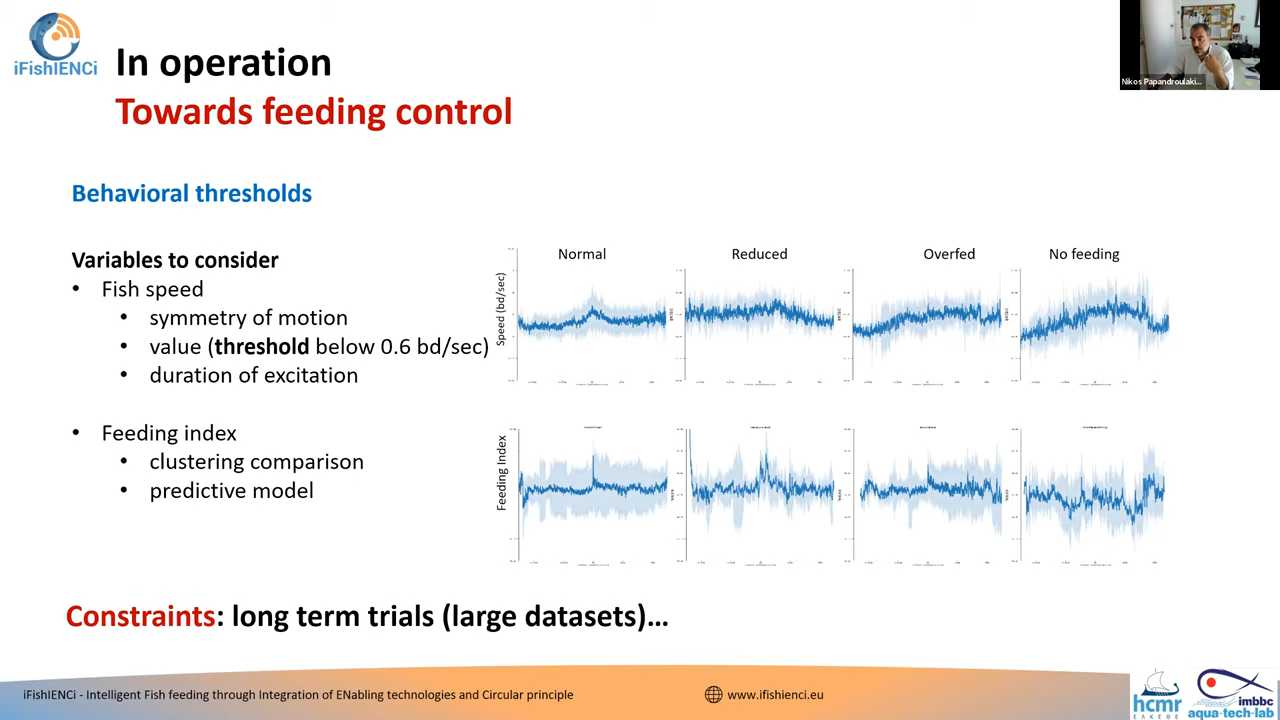 iFishIENCi
In operation
Towards feeding control
Nikos Papandroulaki...
Behavioral thresholds
Variables to consider
• Fish speed
• symmetry of motion
• value (threshold below 0.6 bd/sec)
• duration of excitation
• Feeding index
• clustering comparison
• predictive model
Normal
Reduced
Overfed
No feeding
Speed (bd/sec)
Feeding Index
Constraints: long term trials (large datasets)...
iFishIENCi - Intelligent Fish feeding through Integration of ENabling technologies and Circular principle
www.ifishienci.eu
hcmr
ΕΛΚΕΘΕ
imbbc
aqua-tech-lab